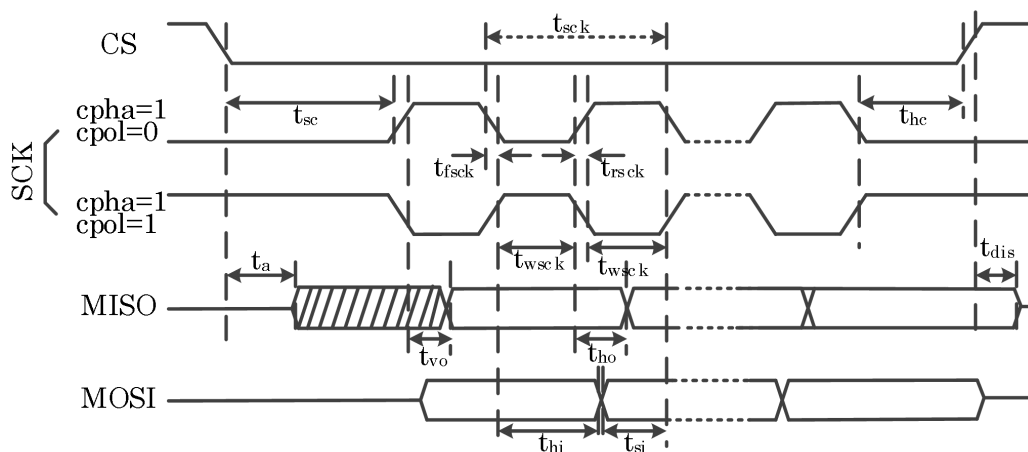 CS
t_sck
t_sc
t_hc
cpha=1
cpol=0
SCK
t_fsck
t_rsck
cpha=1
cpol=1
t_wsck
t_wsck
t_a
t_dis
MISO
t_vo
t_ho
MOSI
t_hi
t_si